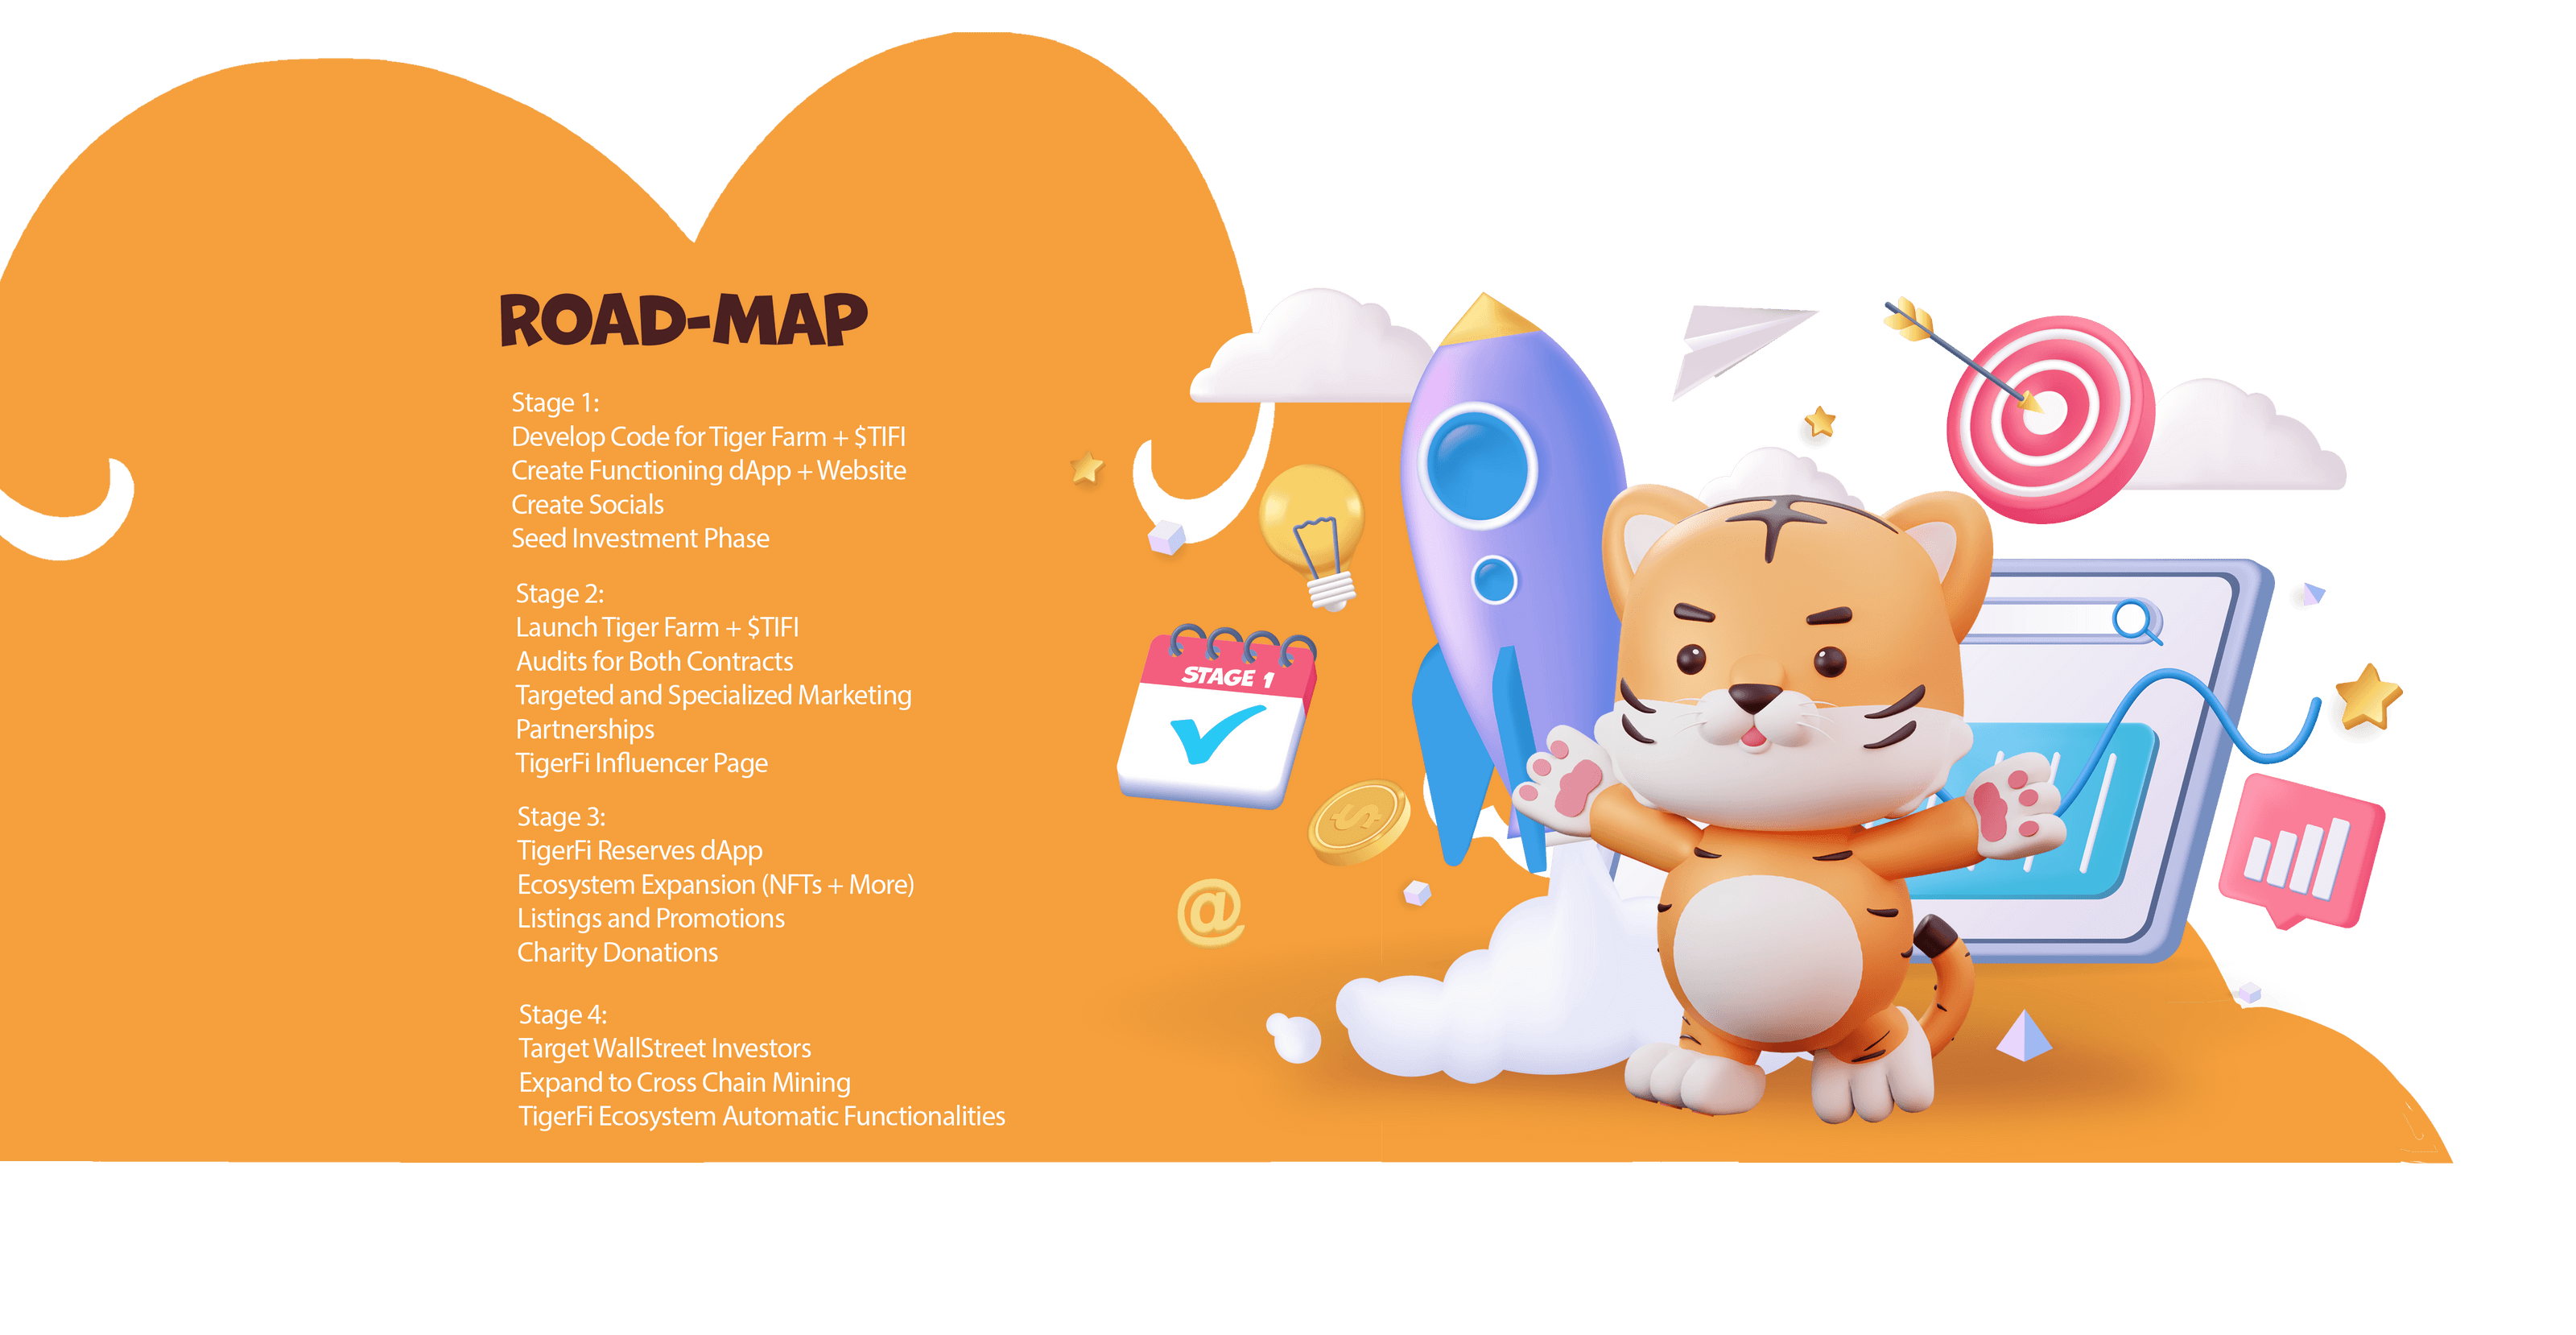 ROAD-MAP
Stage 1:
Develop Code for Tiger Farm + $TIFI
Create Functioning dApp + Website
Create Socials
Seed Investment Phase
Stage 2:
Launch Tiger Farm + $TIFI
Audits for Both Contracts
Targeted and Specialized Marketing
Partnerships
TigerFi Influencer Page
Stage 3:
TigerFi Reserves dApp
Ecosystem Expansion (NFTs + More)
Listings and Promotions
Charity Donations
Stage 4:
Target WallStreet Investors
Expand to Cross Chain Mining
TigerFi Ecosystem Automatic Functionalities
STAGE 1
$
@